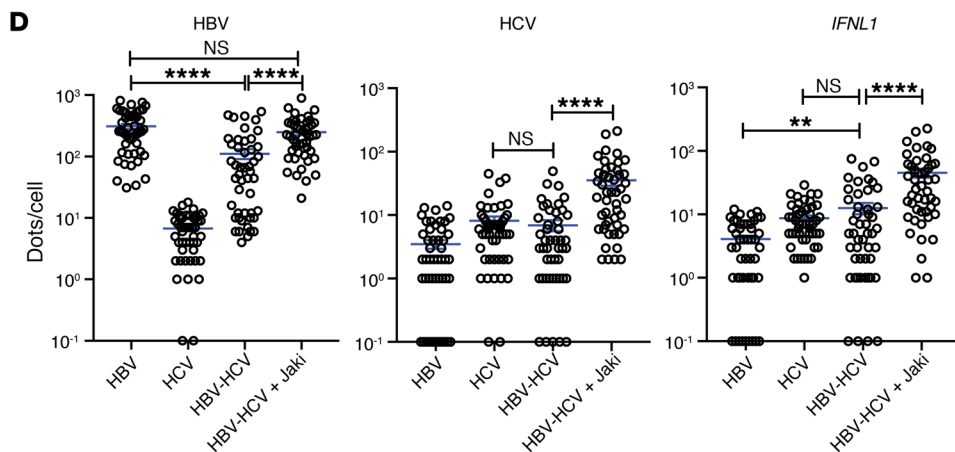 D
HBV
HCV
IFNL1
NS
****
****
NS
****
NS
****
**
Dots/cell
10³
10²
10¹
10⁰
10⁻¹
HBV
HCV
HBV-HCV
HBV-HCV + Jaki
10³
10²
10¹
10⁰
10⁻¹
HBV
HCV
HBV-HCV
HBV-HCV + Jaki
10³
10²
10¹
10⁰
10⁻¹
HBV
HCV
HBV-HCV
HBV-HCV + Jaki